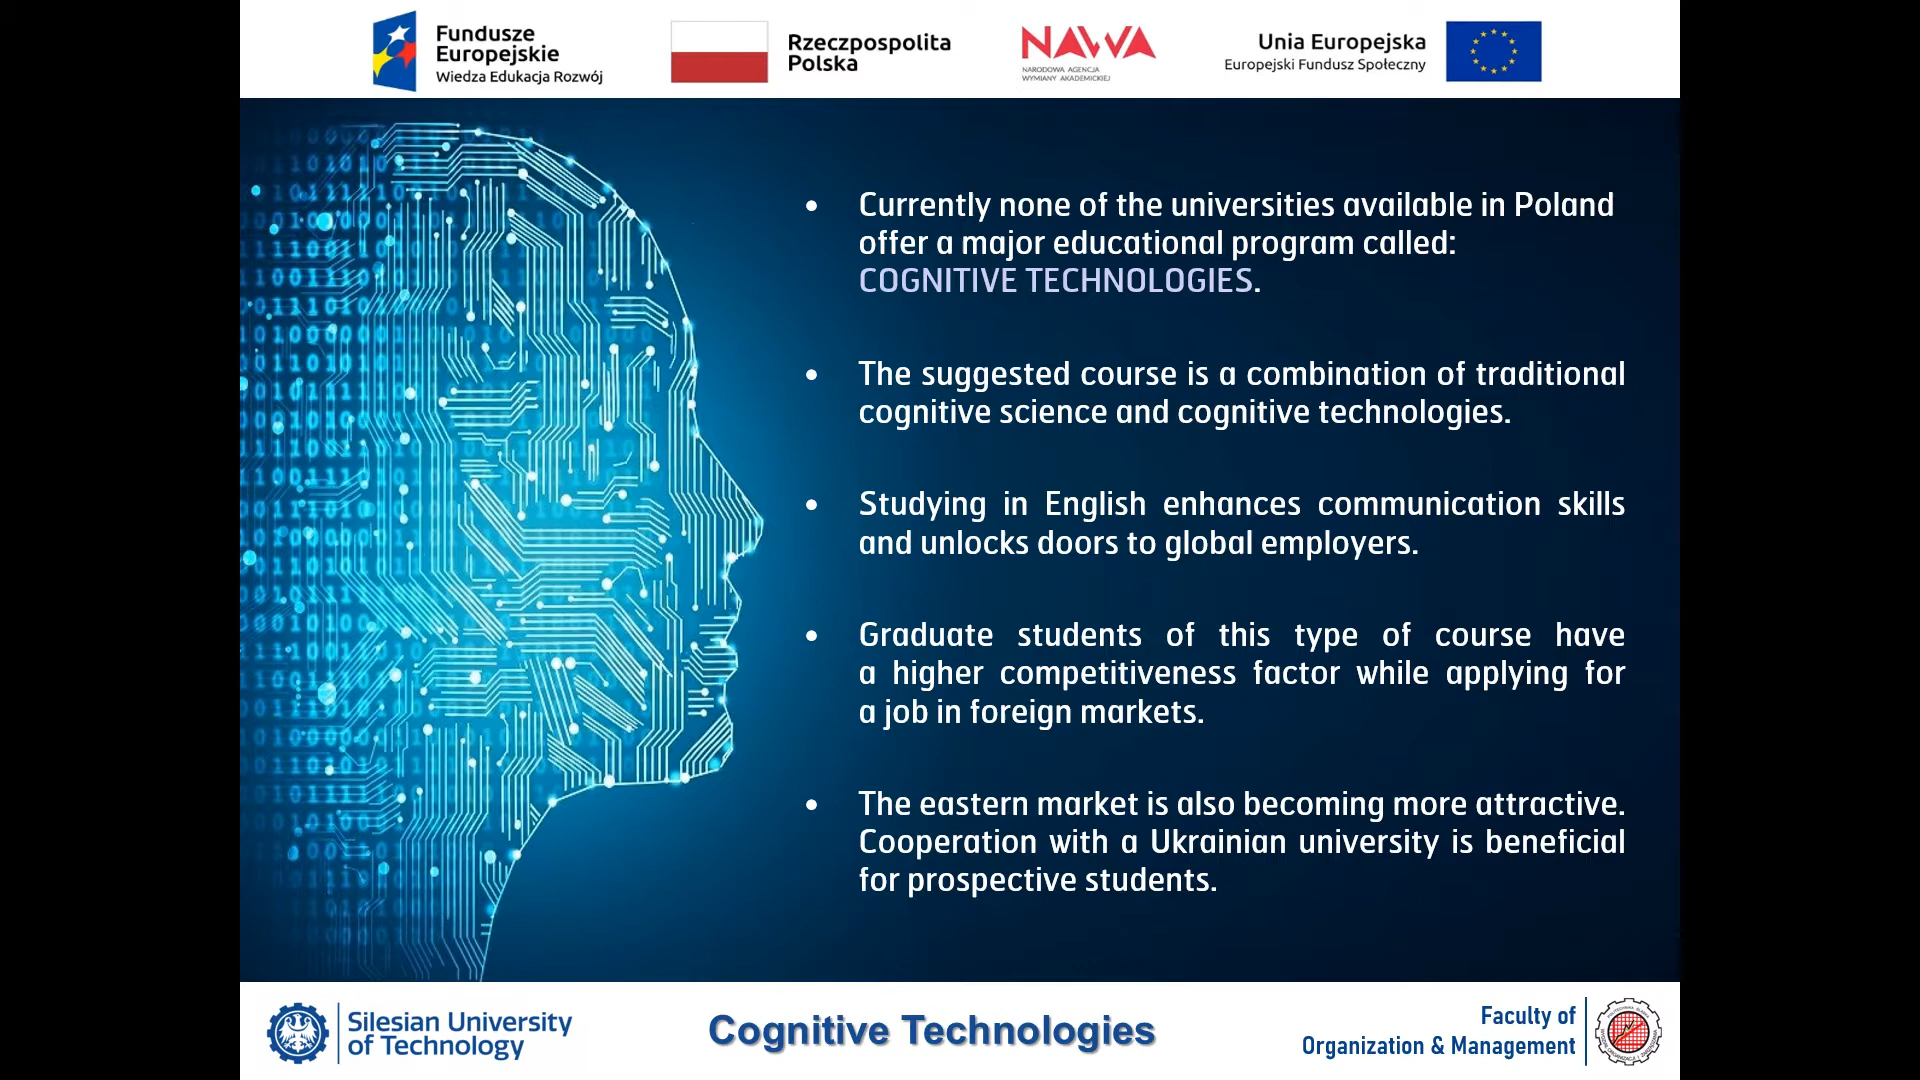 Fundusze
Europejskie
Wiedza Edukacja Rozwój
Rzeczpospolita
Polska
NAWA
NARODOWA AGENCJA
WYMIANY AKADEMICKIEJ
Unia Europejska
Europejski Fundusz Społeczny
• Currently none of the universities available in Poland
offer a major educational program called:
COGNITIVE TECHNOLOGIES.
• The suggested course is a combination of traditional
cognitive science and cognitive technologies.
• Studying in English enhances communication skills
and unlocks doors to global employers.
• Graduate students of this type of course have
a higher competitiveness factor while applying for
a job in foreign markets.
• The eastern market is also becoming more attractive.
Cooperation with a Ukrainian university is beneficial
for prospective students.
Silesian University
of Technology
Cognitive Technologies
Faculty of
Organization & Management